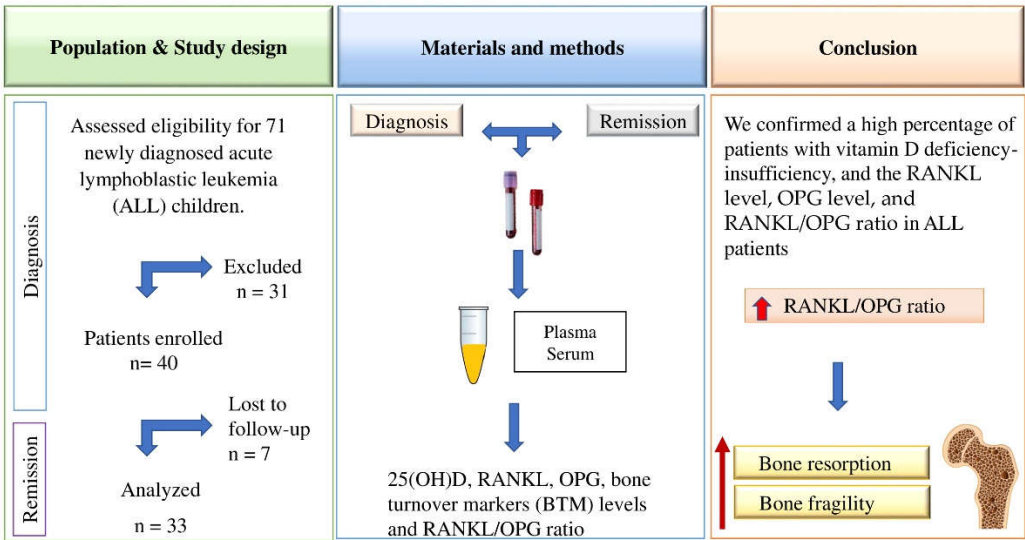 Population & Study design
Diagnosis
Assessed eligibility for 71
newly diagnosed acute
lymphoblastic leukemia
(ALL) children.
Excluded
n = 31
Patients enrolled
n= 40
Remission
Lost to
follow-up
n = 7
Analyzed
n = 33
Materials and methods
Diagnosis
Remission
Plasma
Serum
25(OH)D, RANKL, OPG, bone
turnover markers (BTM) levels
and RANKL/OPG ratio
Conclusion
We confirmed a high percentage of
patients with vitamin D deficiency-
insufficiency, and the RANKL
level, OPG level, and
RANKL/OPG ratio in ALL
patients
RANKL/OPG ratio
Bone resorption
Bone fragility